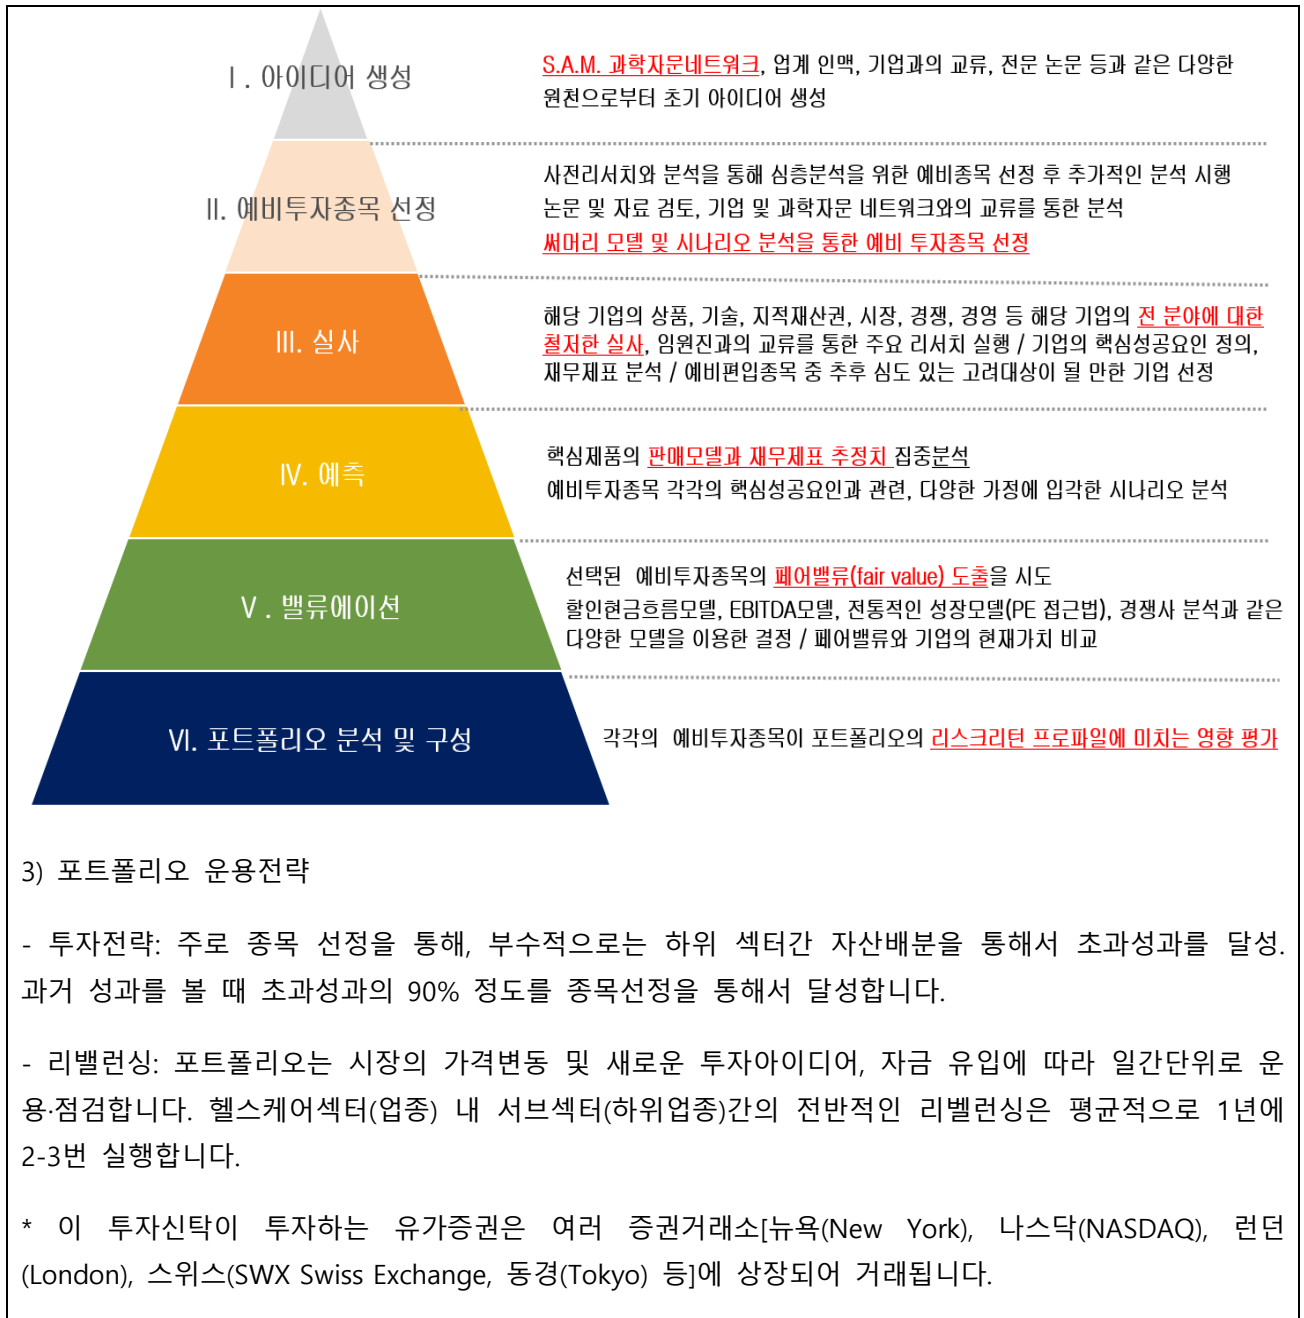 Ⅰ. 아이디어 생성
S.A.M. 과학자문네트워크, 업계 인맥, 기업과의 교류, 전문 논문 등과 같은 다양한
원천으로부터 초기 아이디어 생성
Ⅱ. 예비투자종목 선정
사전리서치와 분석을 통해 심층분석을 위한 예비종목 선정 후 추가적인 분석 시행
논문 및 자료 검토, 기업 및 과학자문 네트워크와의 교류를 통한 분석
써머리 모델 및 시나리오 분석을 통한 예비 투자종목 선정
Ⅲ. 실사
해당 기업의 상품, 기술, 지적재산권, 시장, 경쟁, 경영 등 해당 기업의 전 분야에 대한
철저한 실사, 임원진과의 교류를 통한 주요 리서치 실행 / 기업의 핵심성공요인 정의,
재무제표 분석 / 예비편입종목 중 추후 심도 있는 고려대상이 될 만한 기업 선정
Ⅳ. 예측
핵심제품의 판매모델과 재무제표 추정치 집중분석
예비투자종목 각각의 핵심성공요인과 관련, 다양한 가정에 입각한 시나리오 분석
Ⅴ. 밸류에이션
선택된 예비투자종목의 페어밸류(fair value) 도출을 시도
할인현금흐름모델, EBITDA모델, 전통적인 성장모델(PE 접근법), 경쟁사 분석과 같은
다양한 모델을 이용한 결정 / 페어밸류와 기업의 현재가치 비교
Ⅵ. 포트폴리오 분석 및 구성
각각의 예비투자종목이 포트폴리오의 리스크리턴 프로파일에 미치는 영향 평가
3) 포트폴리오 운용전략
- 투자전략: 주로 종목 선정을 통해, 부수적으로는 하위 섹터간 자산배분을 통해서 초과성과를 달성.
과거 성과를 볼 때 초과성과의 90% 정도를 종목선정을 통해서 달성합니다.
- 리밸런싱: 포트폴리오는 시장의 가격변동 및 새로운 투자아이디어, 자금 유입에 따라 일간단위로 운
용·점검합니다. 헬스케어섹터(업종) 내 서브섹터(하위업종)간의 전반적인 리벨런싱은 평균적으로 1년에
2-3번 실행합니다.
* 이 투자신탁이 투자하는 유가증권은 여러 증권거래소[뉴욕(New York), 나스닥(NASDAQ), 런던
(London), 스위스(SWX Swiss Exchange, 동경(Tokyo) 등]에 상장되어 거래됩니다.